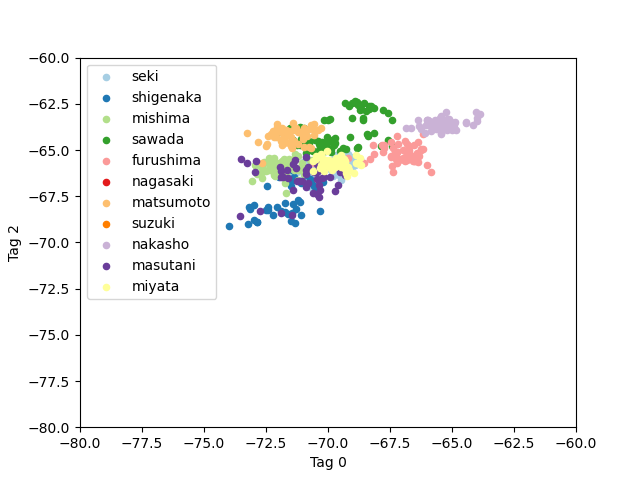 −60.0
−62.5
−65.0
−67.5
−70.0
−72.5
−75.0
−77.5
−80.0
Tag 2
seki
shigenaka
mishima
sawada
furushima
nagasaki
matsumoto
suzuki
nakasho
masutani
miyata
−80.0 −77.5 −75.0 −72.5 −70.0 −67.5 −65.0 −62.5 −60.0
Tag 0